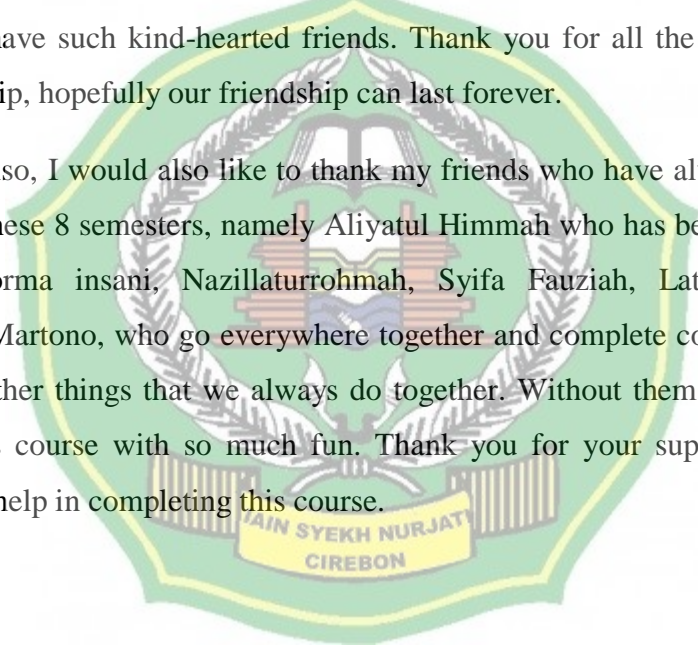 have such kind-hearted friends. Thank you for all the
ip, hopefully our friendship can last forever.
so, I would also like to thank my friends who have al
hese 8 semesters, namely Aliyatul Himmah who has be
orma insani, Nazillaturrohmah, Syifa Fauziah, Lat
Martono, who go everywhere together and complete co
ther things that we always do together. Without them
s course with so much fun. Thank you for your sup
help in completing this course.
IAIN SYEKH NURJATI
CIREBON